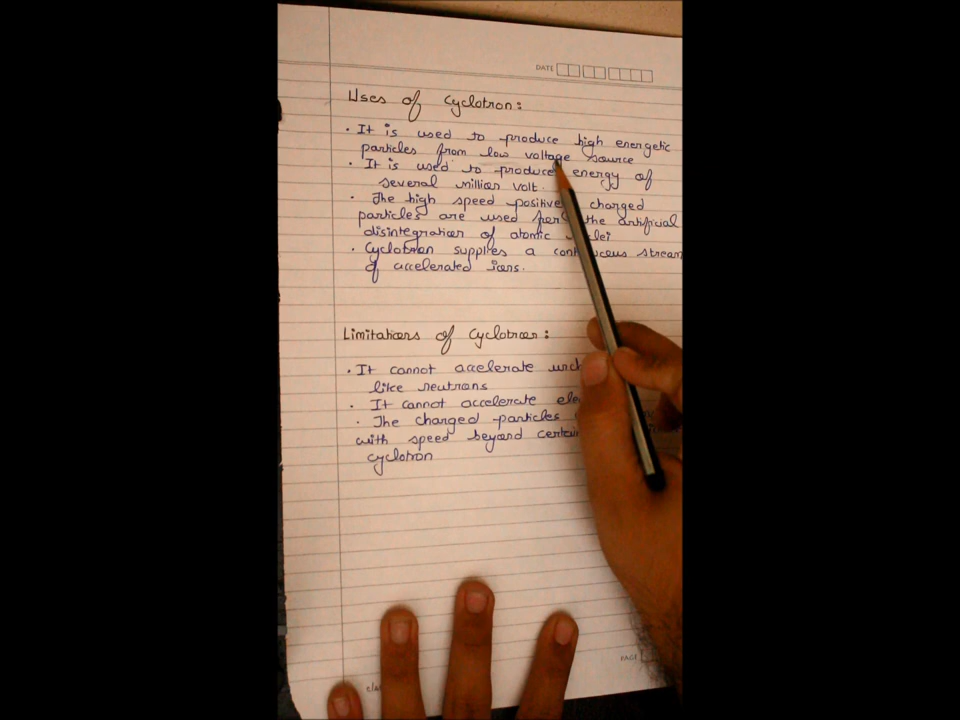 DATE
Uses of Cyclotron:
. It is used to produce high energetic
particles from low voltage source
. It is used to produce energy of
several million volt.
. The high speed positive charged
particles are used for the artificial
disintegration of atomic
. Cyclotron supplies a stream
of accelerated ions.
Limitations of Cyclotron:
. It cannot accelerate
like neutrons
. It cannot accelerate
. The charged particles
with speed beyond certain
cyclotron
PAGE